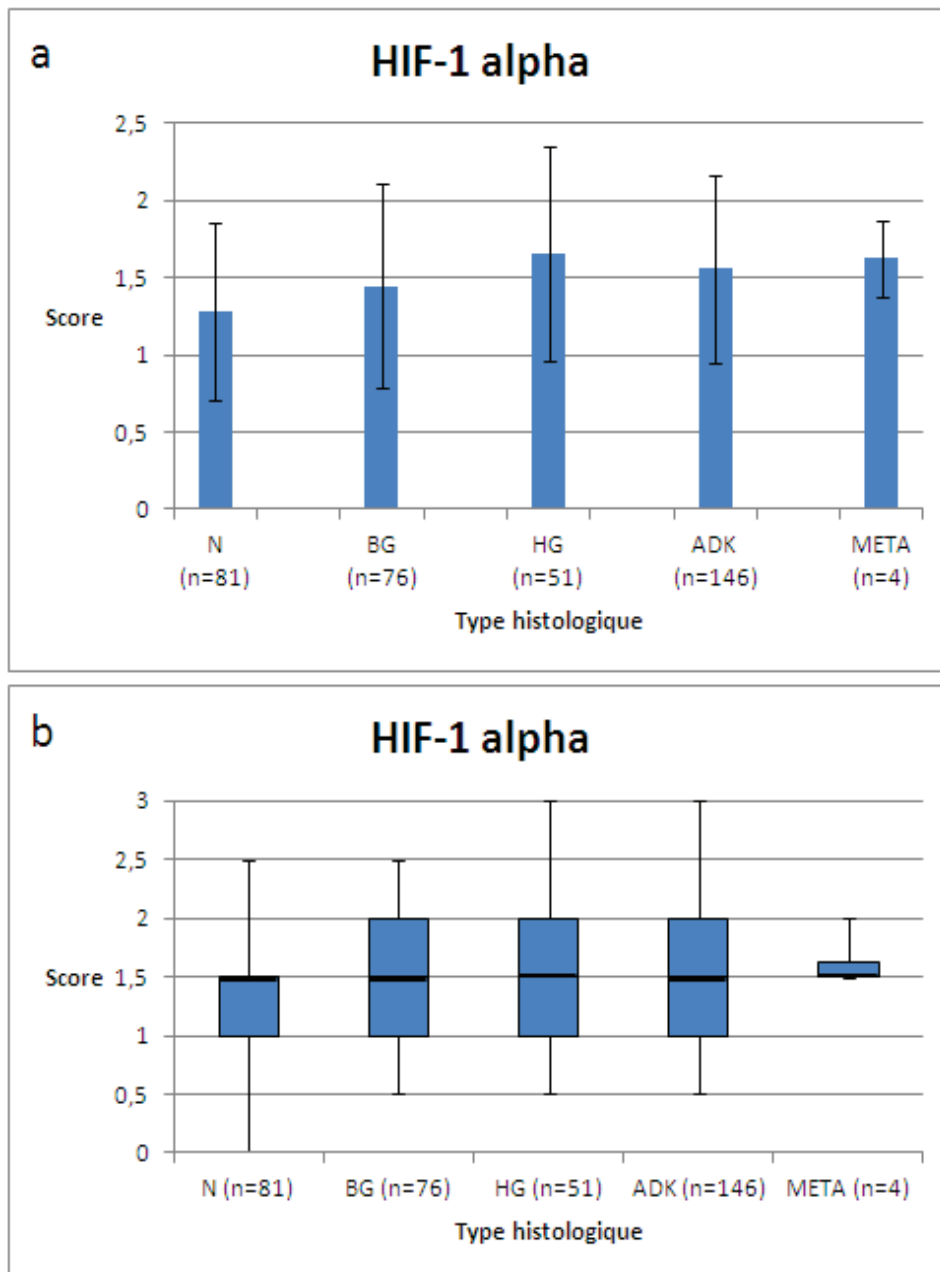 a
HIF-1 alpha
2,5
2
1,5
Score
1
0,5
0
N BG HG ADK META
(n=81) (n=76) (n=51) (n=146) (n=4)
Type histologique
b
HIF-1 alpha
3
2,5
2
Score 1,5
1
0,5
0
N (n=81) BG (n=76) HG (n=51) ADK (n=146) META (n=4)
Type histologique